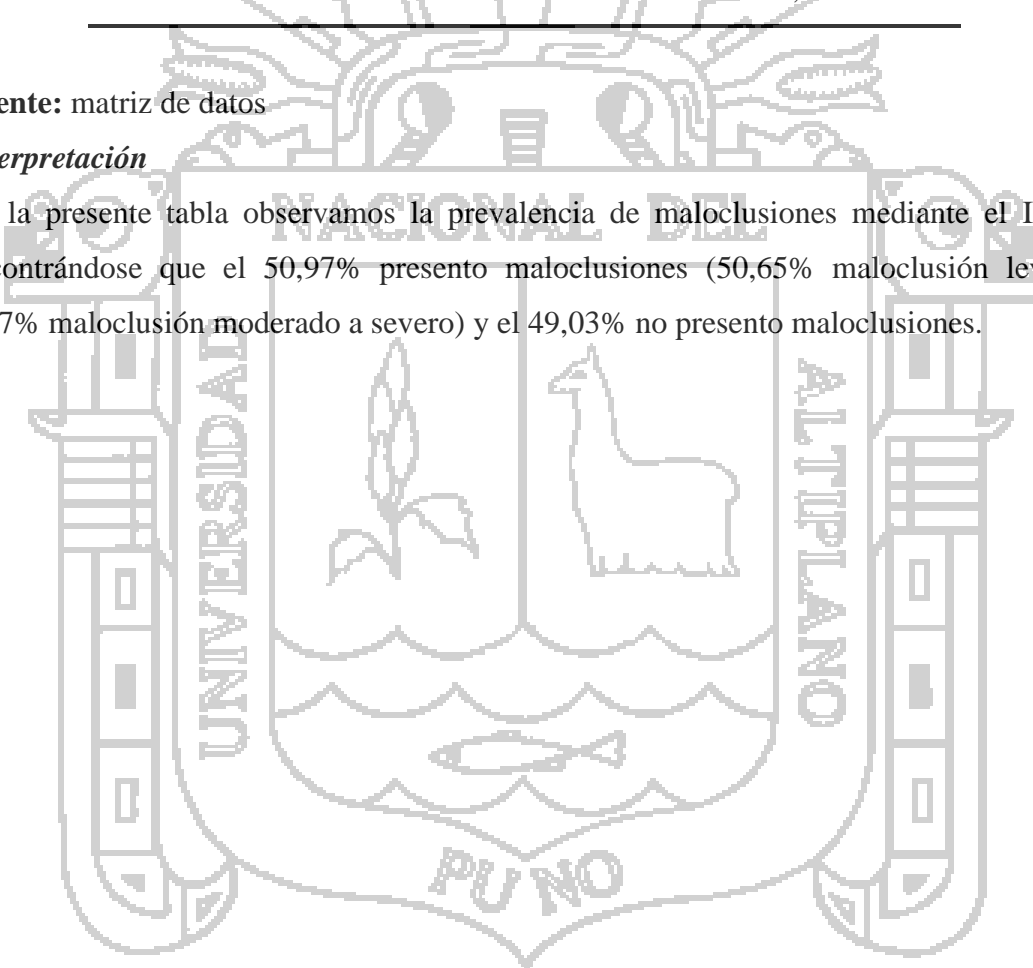 ente: matriz de datos
erpretación
la presente tabla observamos la prevalencia de maloclusiones mediante el
contrándose que el 50,97% presento maloclusiones (50,65% maloclusión
7% maloclusión moderado a severo) y el 49,03% no presento maloclusiones.
NACIONAL DEL
UNIVERSIDAD
ALTIPLANO
PUNO